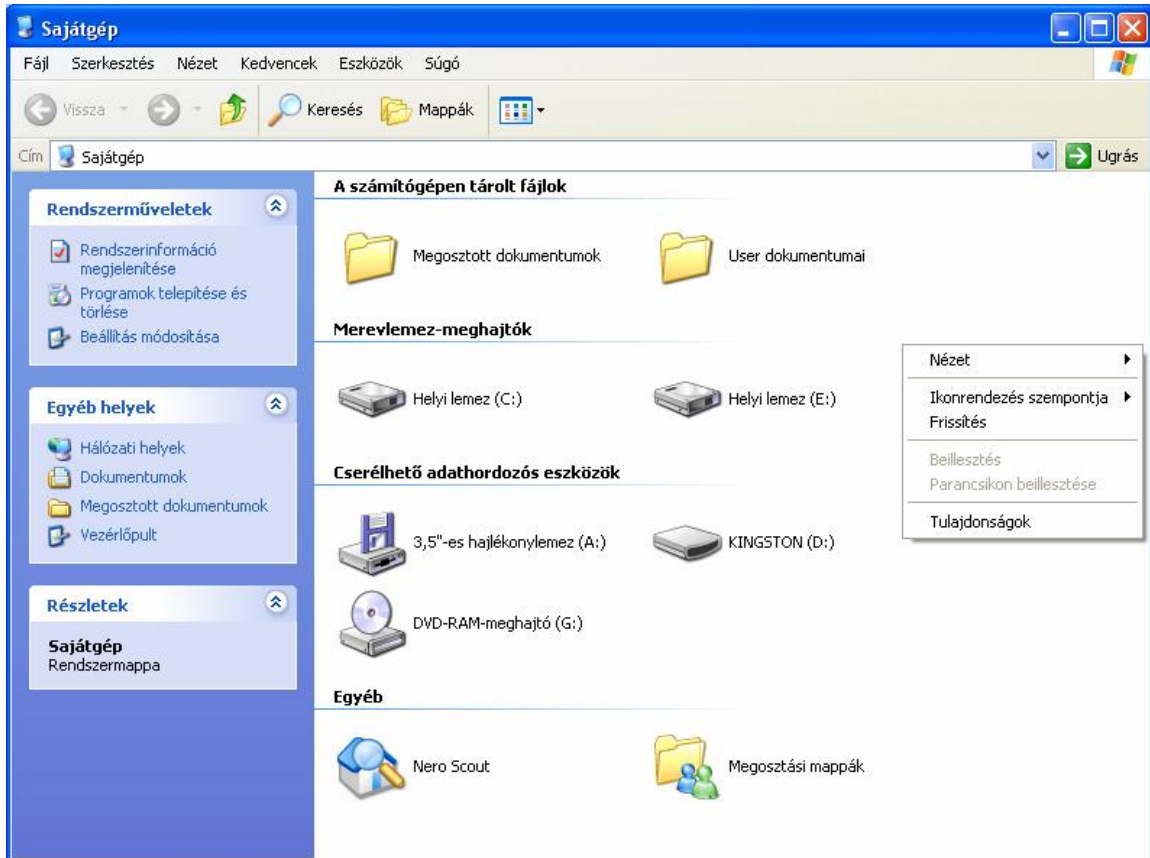 Sajátgép
Fájl Szerkesztés Nézet Kedvencek Eszközök Súgó
Vissza Keresés Mappák
Cím Sajátgép Ugrás
Rendszerműveletek
Rendszerinformáció
megjelenítése
Programok telepítése és
törlése
Beállítás módosítása
Egyéb helyek
Hálózati helyek
Dokumentumok
Megosztott dokumentumok
Vezérlőpult
Részletek
Sajátgép
Rendszermappa
A számítógépen tárolt fájlok
Megosztott dokumentumok User dokumentumai
Merevlemez-meghajtók
Helyi lemez (C:) Helyi lemez (E:)
Cserélhető adathordozós eszközök
3,5"-es hajlékonylemez (A:) KINGSTON (D:)
DVD-RAM-meghajtó (G:)
Egyéb
Nero Scout Megosztási mappák
Nézet
Ikonrendezés szempontja
Frissítés
Beillesztés
Parancsikon beillesztése
Tulajdonságok